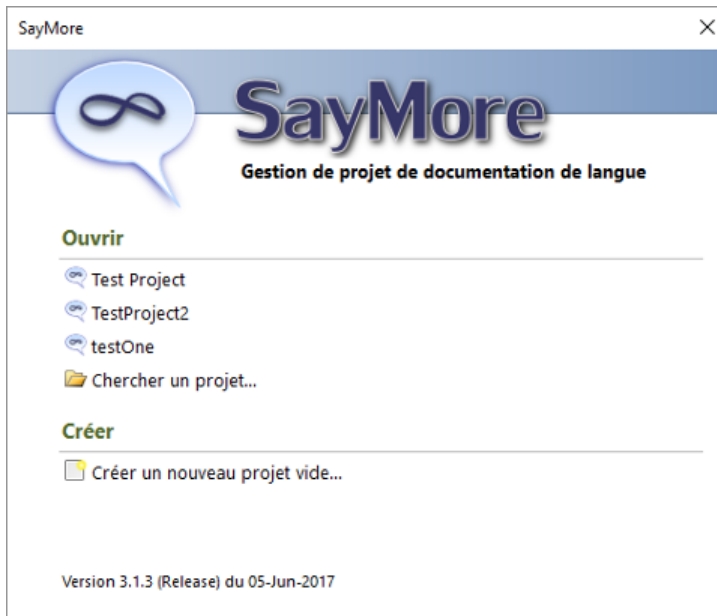 SayMore
SayMore
Gestion de projet de documentation de langue
Ouvrir
Test Project
TestProject2
testOne
Chercher un projet...
Créer
Créer un nouveau projet vide...
Version 3.1.3 (Release) du 05-Jun-2017